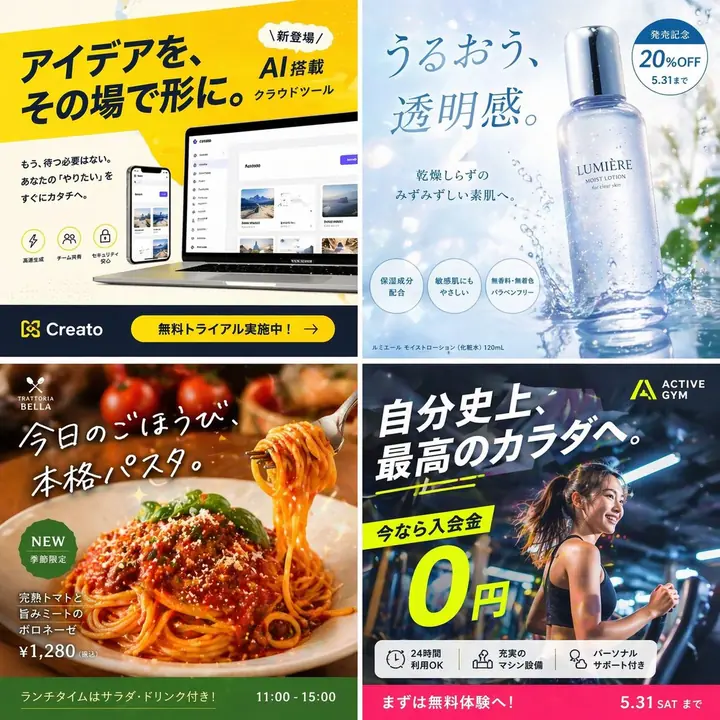 アイデアを、
その場で形に。
新登場
AI搭載
クラウドツール
もう、待つ必要はない。
あなたの「やりたい」を
すぐにカタチへ。
高速生成
チーム共有
セキュリティ
安心
Creato
無料トライアル実施中！
うるおう、
透明感。
発売記念
20%OFF
5.31まで
乾燥しらずの
みずみずしい素肌へ。
LUMIÈRE
MOIST LOTION
for clear skin
保湿成分
配合
敏感肌にも
やさしい
無香料・無着色
パラベンフリー
ルミエール モイストローション（化粧水）120mL
TRATTORIA
BELLA
今日のごほうび、
本格パスタ。
NEW
季節限定
完熟トマトと
旨みミートの
ボロネーゼ
¥1,280（税込）
ランチタイムはサラダ・ドリンク付き！
11:00 - 15:00
ACTIVE
GYM
自分史上、
最高のカラダへ。
今なら入会金
0円
24時間
利用OK
充実の
マシン設備
パーソナル
サポート付き
まずは無料体験へ！
5.31 SAT まで